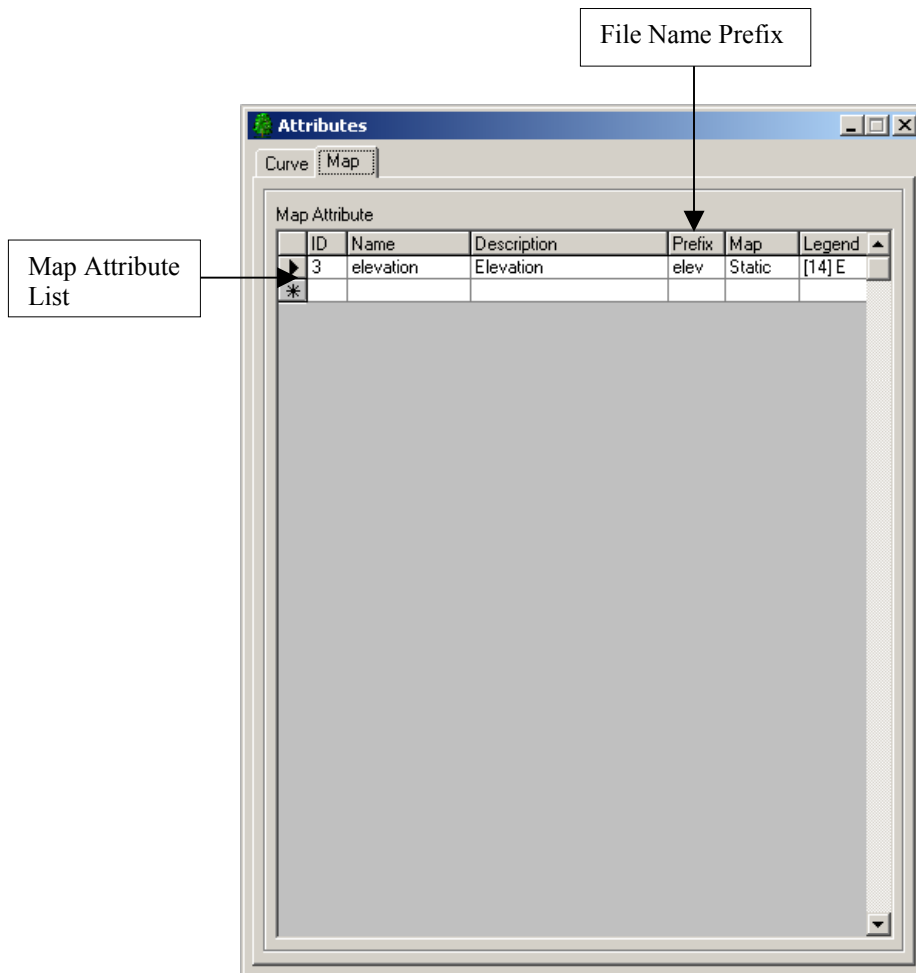 File Name Prefix
Attributes
Curve Map
Map Attribute
ID Name Description Prefix Map Legend
3 elevation Elevation elev Static [14] E
Map Attribute
List